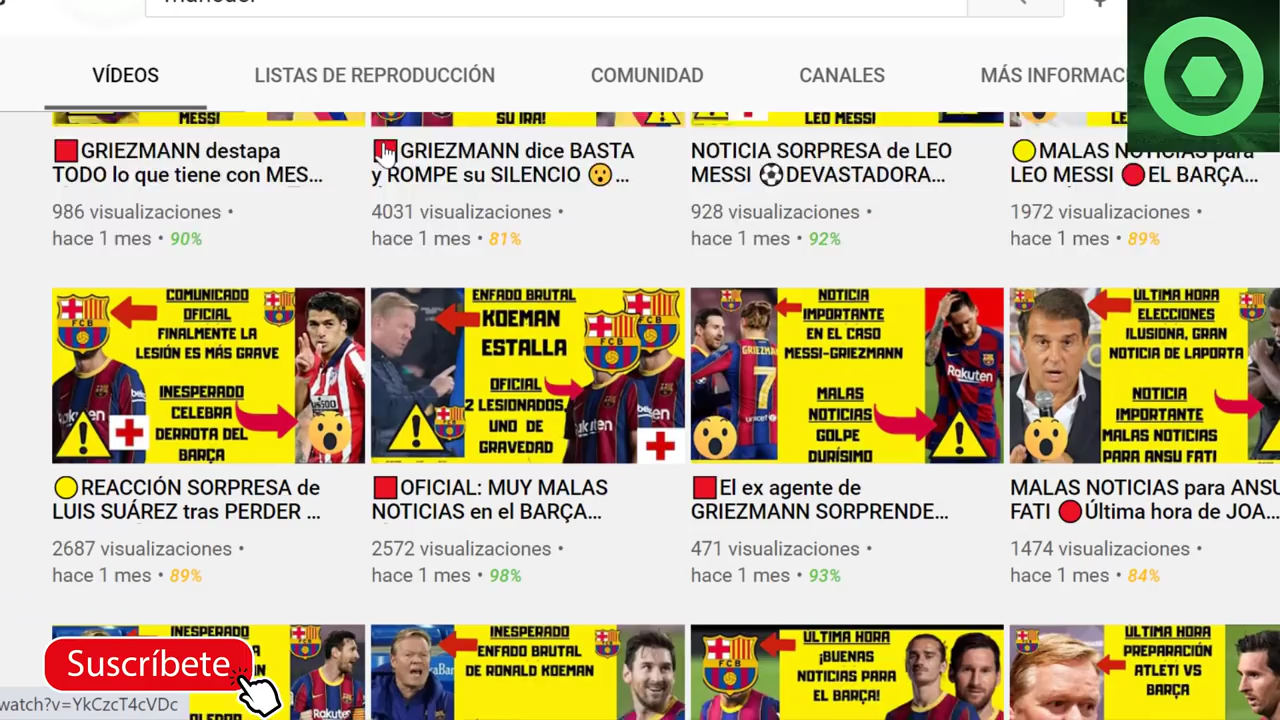 VÍDEOS
LISTAS DE REPRODUCCIÓN
COMUNIDAD
CANALES
MÁS INFORMAC
MESSI
SU IRA!
LEO MESSI
GRIEZMANN destapa
TODO lo que tiene con MES...
986 visualizaciones •
hace 1 mes • 90%
GRIEZMANN dice BASTA
y ROMPE su SILENCIO 😮...
4031 visualizaciones •
hace 1 mes • 81%
NOTICIA SORPRESA de LEO
MESSI ⚽DEVASTADORA...
928 visualizaciones •
hace 1 mes • 92%
🟡MALAS NOTICIAS para
LEO MESSI 🔴EL BARÇA...
1972 visualizaciones •
hace 1 mes • 89%
COMUNICADO
OFICIAL
FINALMENTE LA
LESIÓN ES MÁS GRAVE
INESPERADO
CELEBRA
DERROTA DEL
BARÇA
FCB
ENFADO BRUTAL
KOEMAN
ESTALLA
OFICIAL
2 LESIONADOS,
UNO DE
GRAVEDAD
FCB
NOTICIA
IMPORTANTE
EN EL CASO
MESSI-GRIEZMANN
MALAS
NOTICIAS
GOLPE
DURÍSIMO
7
Rakuten
ULTIMA HORA
ELECCIONES
ILUSIONA, GRAN
NOTICIA DE LAPORTA
NOTICIA
IMPORTANTE
MALAS NOTICIAS
PARA ANSU FATI
🟡REACCIÓN SORPRESA de
LUIS SUÁREZ tras PERDER ...
2687 visualizaciones •
hace 1 mes • 89%
OFICIAL: MUY MALAS
NOTICIAS en el BARÇA...
2572 visualizaciones •
hace 1 mes • 98%
El ex agente de
GRIEZMANN SORPRENDE...
471 visualizaciones •
hace 1 mes • 93%
MALAS NOTICIAS para ANSU
FATI 🔴Última hora de JOA...
1474 visualizaciones •
hace 1 mes • 84%
INESPERADO
Rakuten
INESPERADO
ENFADO BRUTAL
DE RONALD KOEMAN
FCB
ULTIMA HORA
¡BUENAS
NOTICIAS PARA
EL BARÇA!
ULTIMA HORA
PREPARACIÓN
ATLETI VS
BARÇA
Suscríbete
watch?v=YkCzcT4cVDc